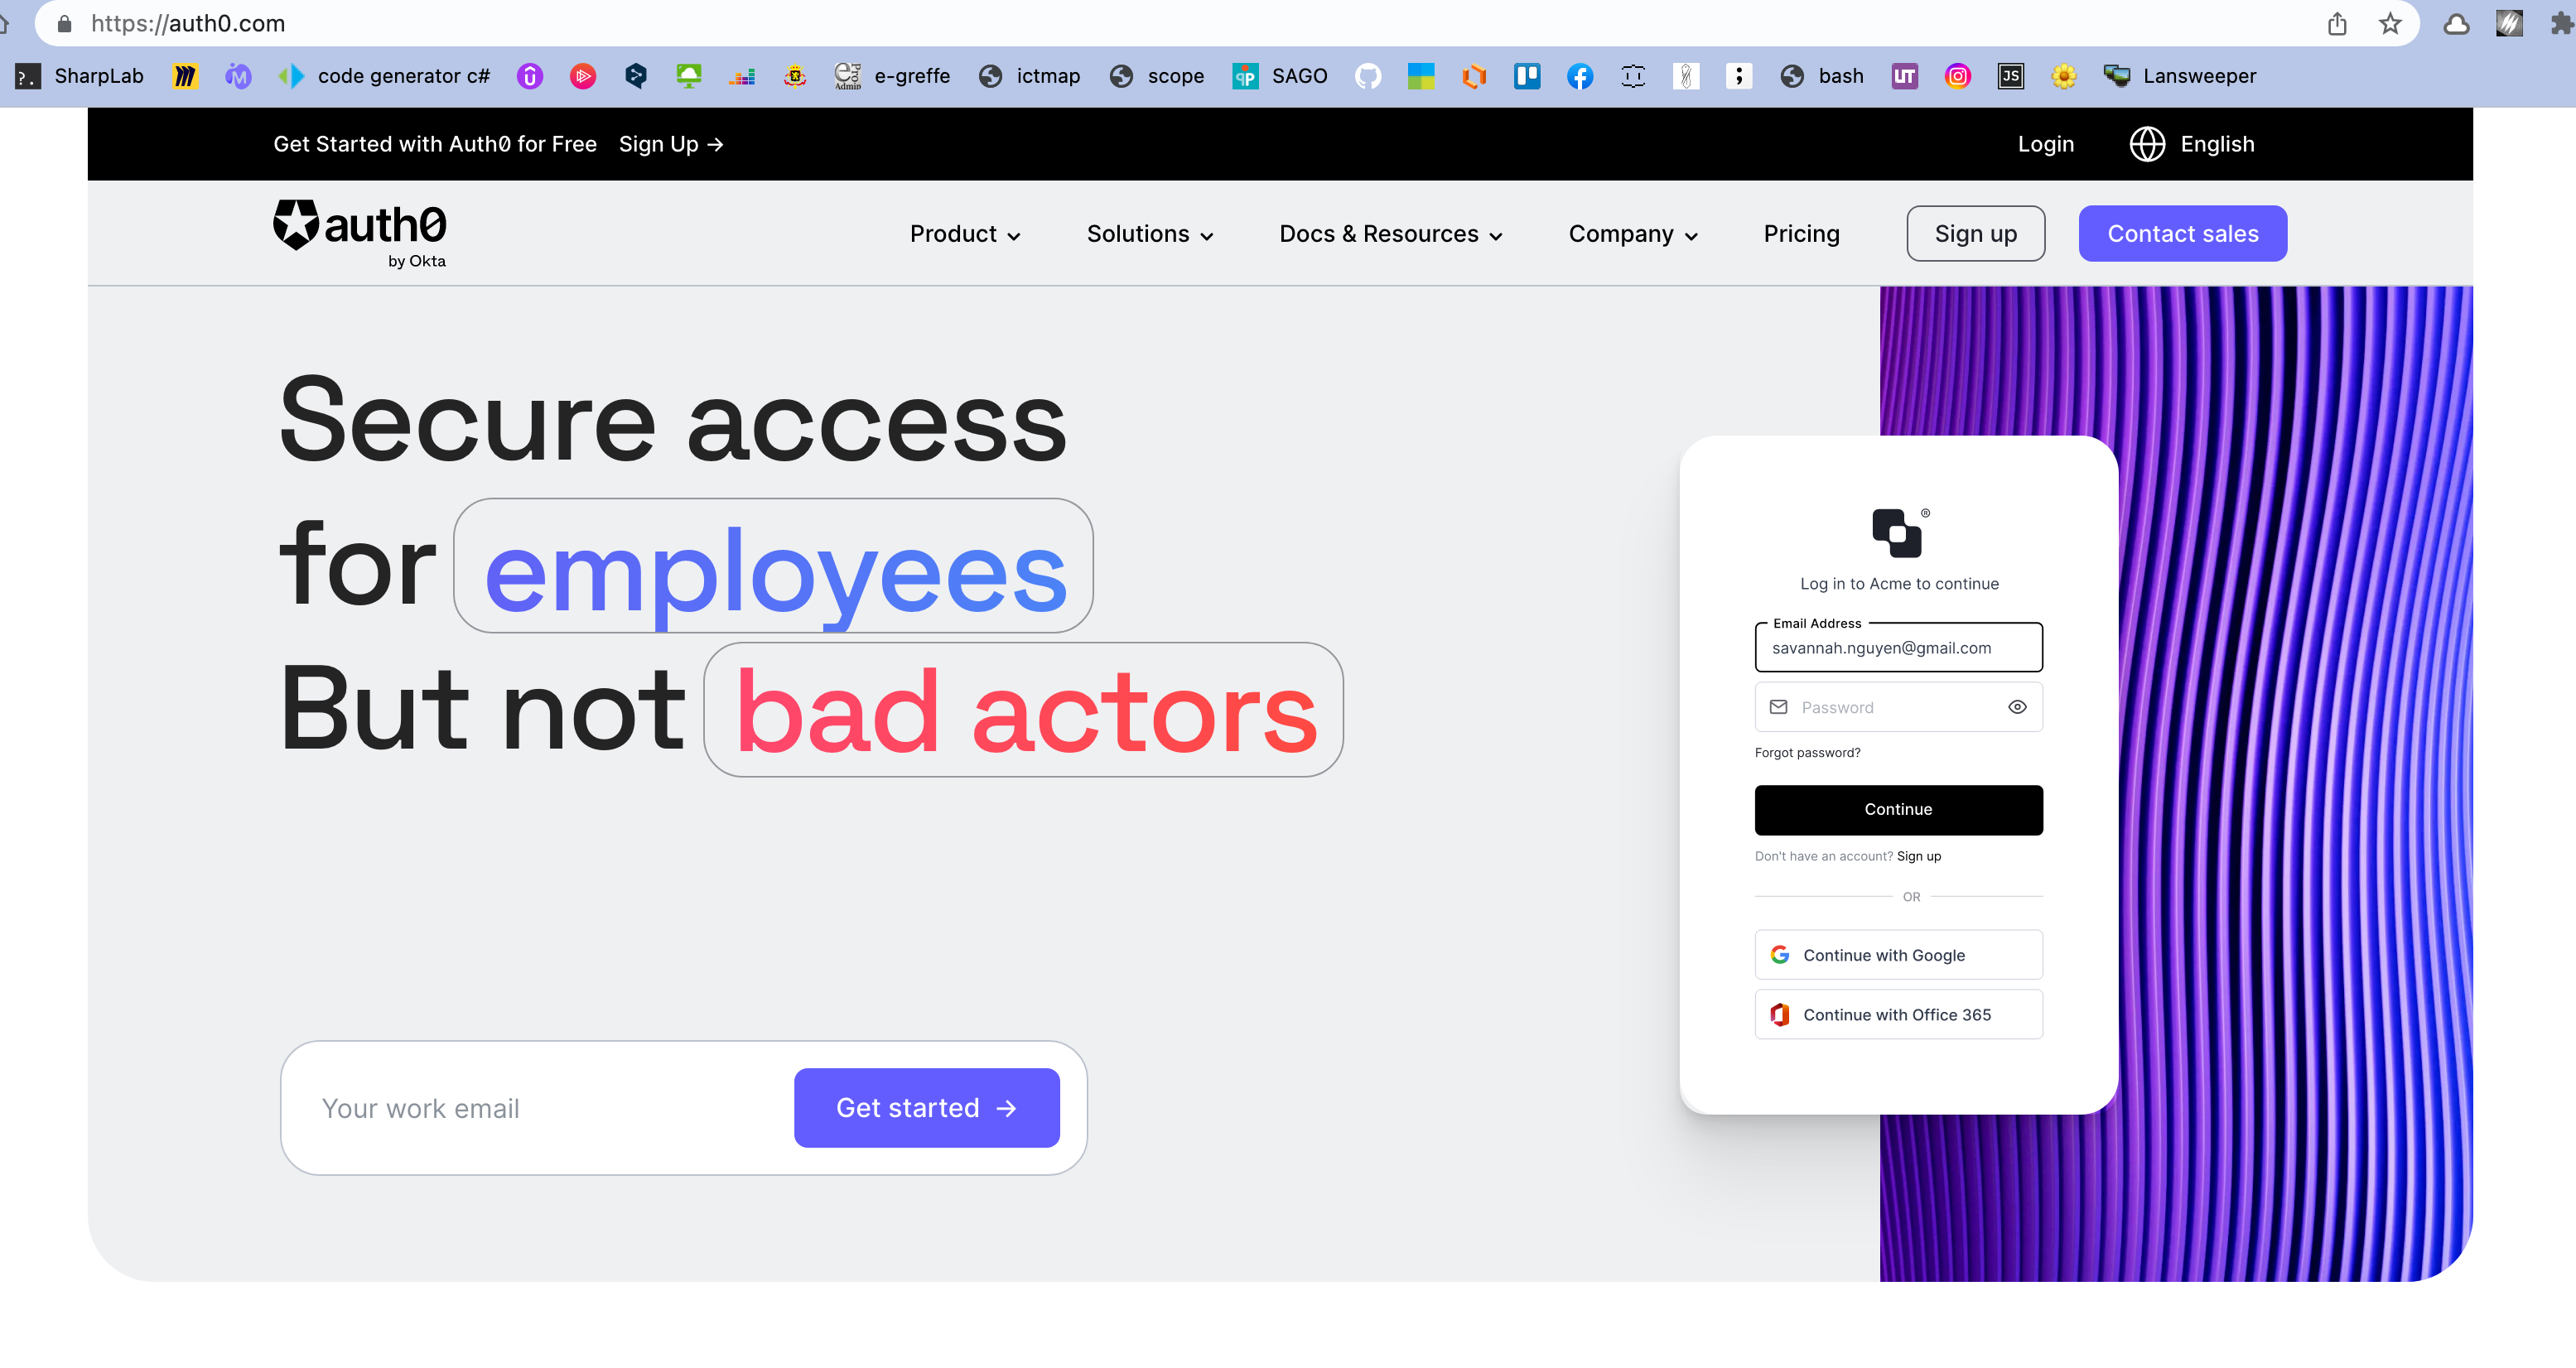 https://auth0.com
SharpLab
code generator c#
e-greffe
ictmap
scope
SAGO
bash
Lansweeper
Get Started with Auth0 for Free Sign Up →
Login
English
auth0
by Okta
Product
Solutions
Docs & Resources
Company
Pricing
Sign up
Contact sales
Secure access
for employees
But not bad actors
Your work email
Get started →
®
Log in to Acme to continue
Email Address
savannah.nguyen@gmail.com
Password
Forgot password?
Continue
Don't have an account? Sign up
OR
Continue with Google
Continue with Office 365